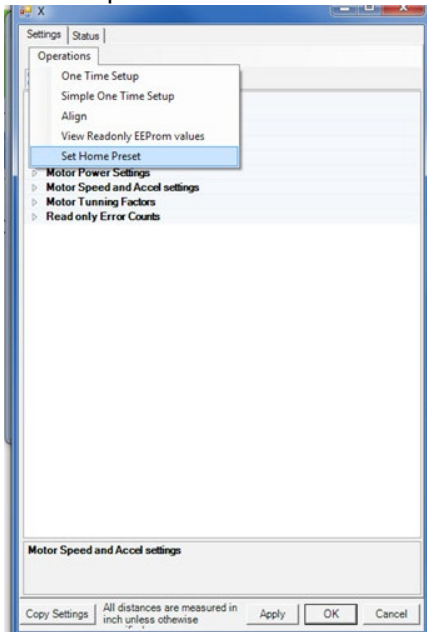 X
Settings Status
Operations
One Time Setup
Simple One Time Setup
Align
View Readonly EEProm values
Set Home Preset
Motor Power Settings
Motor Speed and Accel settings
Motor Tunning Factors
Read only Error Counts
Motor Speed and Accel settings
Copy Settings All distances are measured in Apply OK Cancel
inch unless othewise